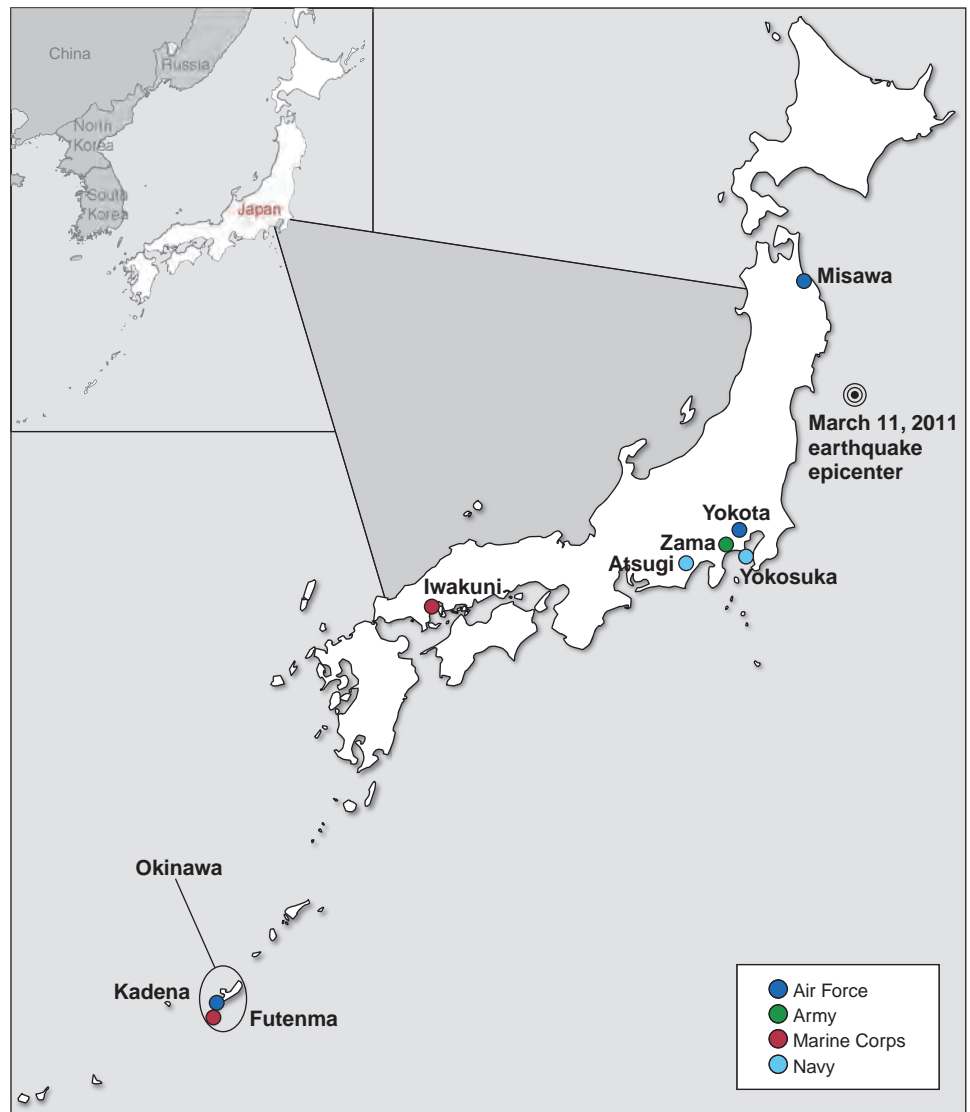 China
Russia
North
Korea
South
Korea
Japan
Misawa
March 11, 2011
earthquake
epicenter
Yokota
Zama
Atsugi
Yokosuka
Iwakuni
Okinawa
Kadena
Futenma
Air Force
Army
Marine Corps
Navy